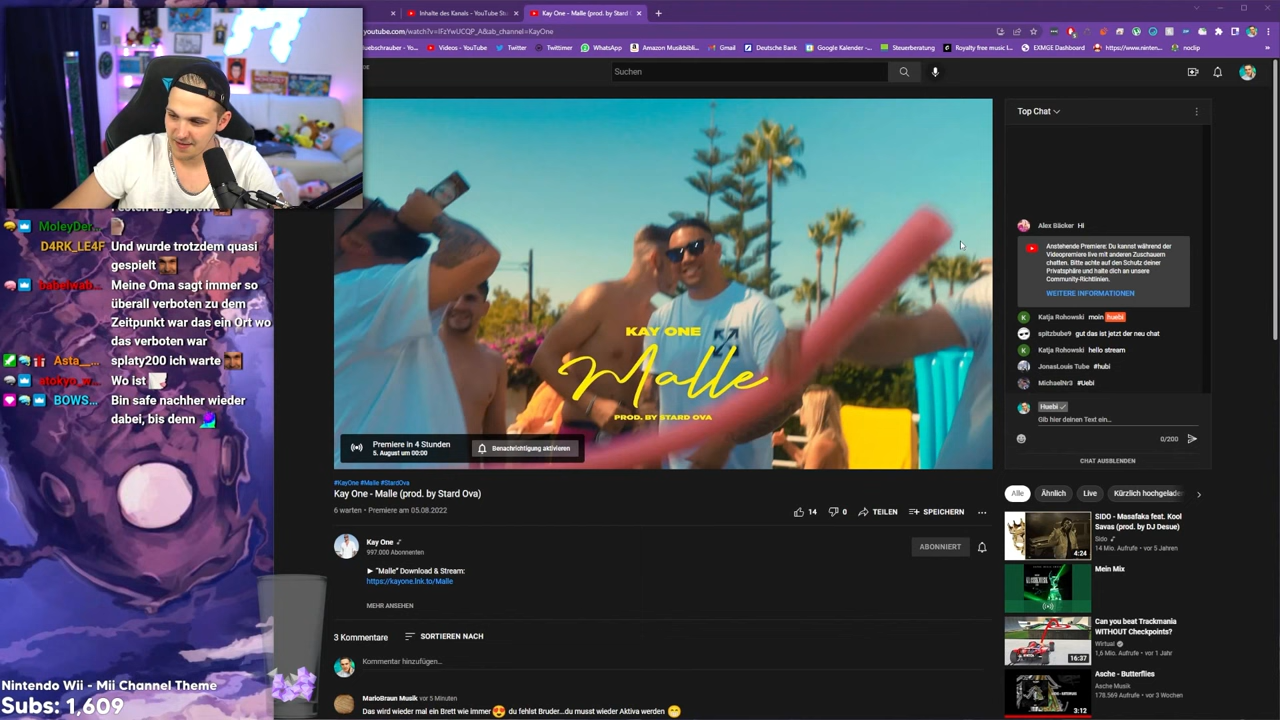 Inhalte des Kanals - YouTube St
Kay One - Malle (prod. by Stard
youtube.com/watch?v=IFzYwUCQP_A&ab_channel=KayOne
Videos - YouTube
Twitter
Twittimer
WhatsApp
Amazon Musikbibli...
Gmail
Deutsche Bank
Google Kalender -...
Steuerberatung
Royalty free music l...
EXMGE Dashboard
https://www.ninten...
noclip
Suchen
MoleyDer...
D4RK_LE4F Und wurde trotzdem quasi
gespielt
Meine Oma sagt immer so
überall verboten zu dem
Zeitpunkt war das ein Ort wo
das verboten war
Asta__... splaty200 ich warte
atokyo_w... Wo ist
BOWS... Bin safe nachher wieder
dabei, bis denn
Nintendo Wii - Mii Channel Theme
Subs: 1,609
KAY ONE
Malle
PROD. BY STARD OVA
Premiere in 4 Stunden
5. August um 00:00
Benachrichtigung aktivieren
#KayOne #Malle #StardOva
Kay One - Malle (prod. by Stard Ova)
6 warten • Premiere am 05.08.2022
14
0
TEILEN
SPEICHERN
Kay One
997.000 Abonnenten
ABONNIERT
► "Malle" Download & Stream:
https://kayone.lnk.to/Malle
MEHR ANSEHEN
3 Kommentare
SORTIEREN NACH
Kommentar hinzufügen...
MarioBraun Musik vor 5 Minuten
Das wird wieder mal ein Brett wie immer😍 du fehlst Bruder...du musst wieder Aktiva werden 😁
Top Chat
Alex Bäcker Hi
Anstehende Premiere: Du kannst während der
Videopremiere live mit anderen Zuschauern
chatten. Bitte achte auf den Schutz deiner
Privatsphäre und halte dich an unsere
Community-Richtlinien.
WEITERE INFORMATIONEN
Katja Rohowski moin huebi
spitzbube9 gut das ist jetzt der neu chat
Katja Rohowski hello stream
JonasLouis Tube #hubi
MichaelNr3 #Uebi
Huebi ✓
Gib hier deinen Text ein...
0/200
CHAT AUSBLENDEN
Alle
Ähnlich
Live
Kürzlich hochgelade
SIDO - Masafaka feat. Kool
Savas (prod. by DJ Desue)
Sido
14 Mio. Aufrufe • vor 5 Jahren
4:24
Mein Mix
Can you beat Trackmania
WITHOUT Checkpoints?
Wirtual
1,6 Mio. Aufrufe • vor 1 Jahr
16:37
Asche - Butterflies
Asche Musik
178.569 Aufrufe • vor 3 Wochen
3:12